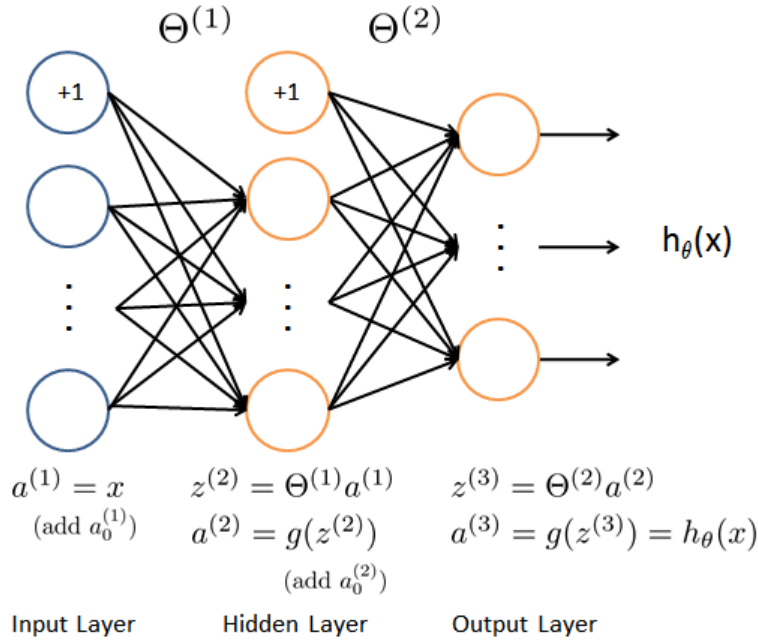 Θ⁽¹⁾ Θ⁽²⁾
+1 +1
⋮ ⋮ ⋮ hθ(x)
a⁽¹⁾ = x z⁽²⁾ = Θ⁽¹⁾a⁽¹⁾ z⁽³⁾ = Θ⁽²⁾a⁽²⁾
(add a₀⁽¹⁾) a⁽²⁾ = g(z⁽²⁾) a⁽³⁾ = g(z⁽³⁾) = hθ(x)
(add a₀⁽²⁾)
Input Layer Hidden Layer Output Layer